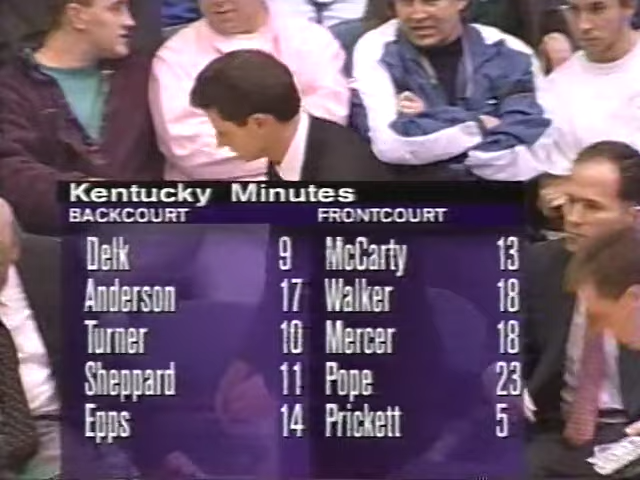 Kentucky Minutes
BACKCOURT FRONTCOURT
Delk 9 McCarty 13
Anderson 17 Walker 18
Turner 10 Mercer 18
Sheppard 11 Pope 23
Epps 14 Prickett 5